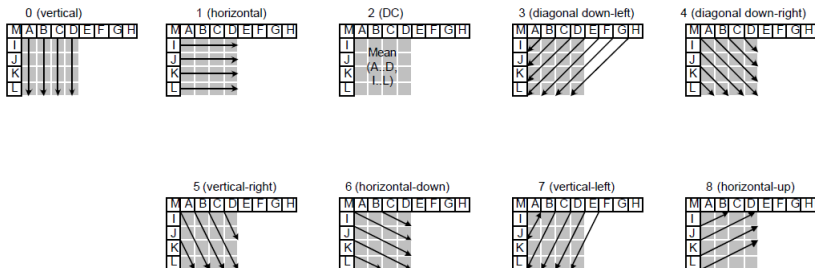 0 (vertical)
M A B C D E F G H
I
J
K
L
1 (horizontal)
M A B C D E F G H
I
J
K
L
2 (DC)
M A B C D E F G H
I
J
K
L
Mean
(A..D,
I..L)
3 (diagonal down-left)
M A B C D E F G H
I
J
K
L
4 (diagonal down-right)
M A B C D E F G H
I
J
K
L
5 (vertical-right)
M A B C D E F G H
I
J
K
L
6 (horizontal-down)
M A B C D E F G H
I
J
K
L
7 (vertical-left)
M A B C D E F G H
I
J
K
L
8 (horizontal-up)
M A B C D E F G H
I
J
K
L